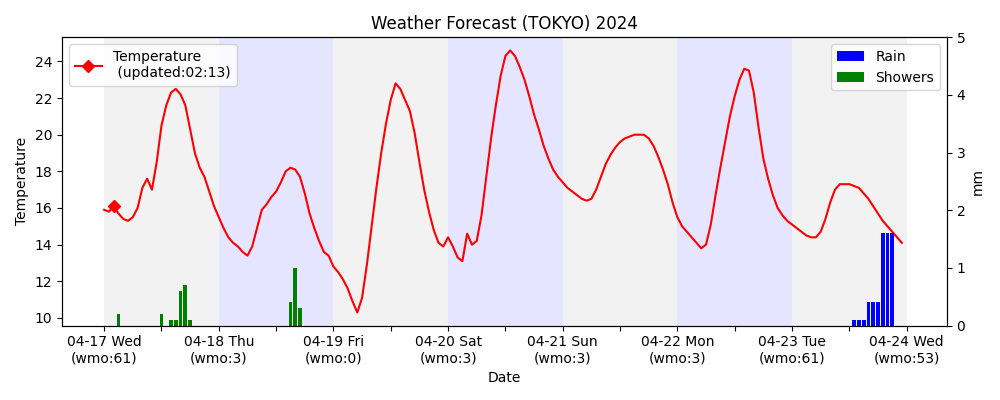 Weather Forecast (TOKYO) 2024
Temperature
(updated:02:13)
Rain
Showers
24
22
20
18
16
14
12
10
Temperature
5
4
3
2
1
0
mm
04-17 Wed
(wmo:61)
04-18 Thu
(wmo:3)
04-19 Fri
(wmo:0)
04-20 Sat
(wmo:3)
04-21 Sun
(wmo:3)
04-22 Mon
(wmo:3)
04-23 Tue
(wmo:61)
04-24 Wed
(wmo:53)
Date